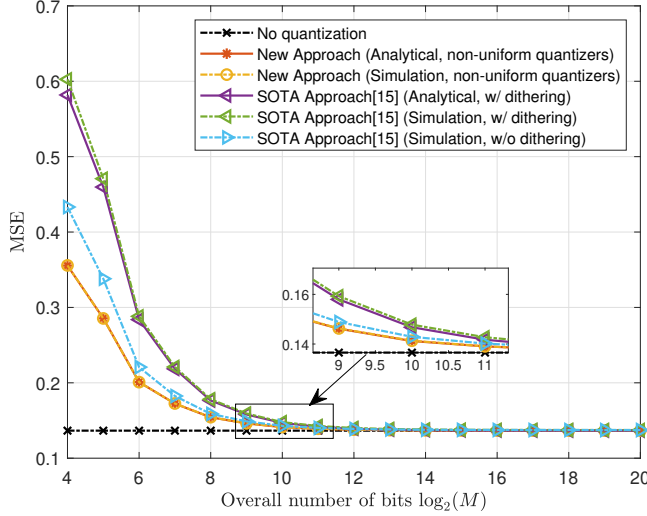 0.7
0.6
0.5
0.4
0.3
0.2
0.1
MSE
No quantization
New Approach (Analytical, non-uniform quantizers)
New Approach (Simulation, non-uniform quantizers)
SOTA Approach[15] (Analytical, w/ dithering)
SOTA Approach[15] (Simulation, w/ dithering)
SOTA Approach[15] (Simulation, w/o dithering)
0.16
0.14
9 9.5 10 10.5 11
4 6 8 10 12 14 16 18 20
Overall number of bits log₂(M)